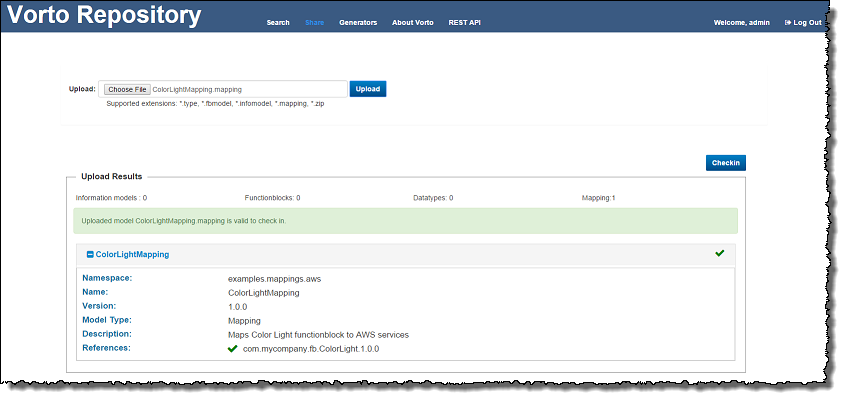 Vorto Repository
Search Share Generators About Vorto REST API Welcome, admin Log Out
Upload: Choose File ColorLightMapping.mapping Upload
Supported extensions: *.type, *.fbmodel, *.infomodel, *.mapping, *.zip
Checkin
Upload Results
Information models : 0 Functionblocks: 0 Datatypes: 0 Mapping:1
Uploaded model ColorLightMapping.mapping is valid to check in.
ColorLightMapping
Namespace: examples.mappings.aws
Name: ColorLightMapping
Version: 1.0.0
Model Type: Mapping
Description: Maps Color Light functionblock to AWS services
References: com.mycompany.fb.ColorLight.1.0.0